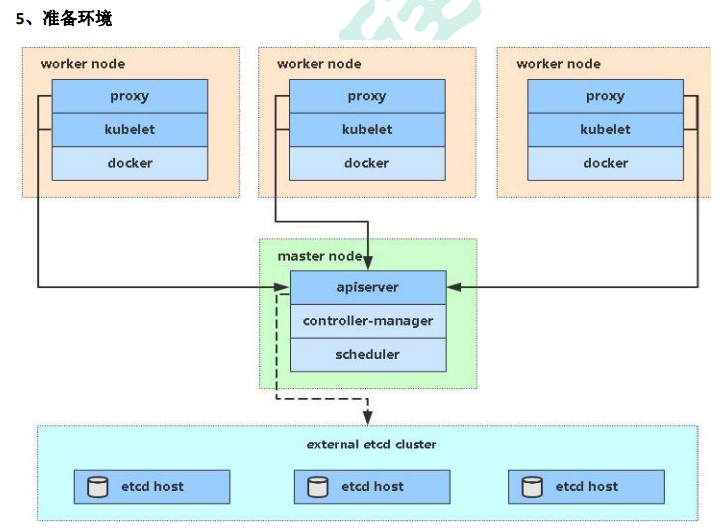 5、准备环境
worker node
worker node
worker node
proxy
proxy
proxy
kubelet
kubelet
kubelet
docker
docker
docker
master node
apiserver
controller-manager
scheduler
external etcd cluster
etcd host
etcd host
etcd host